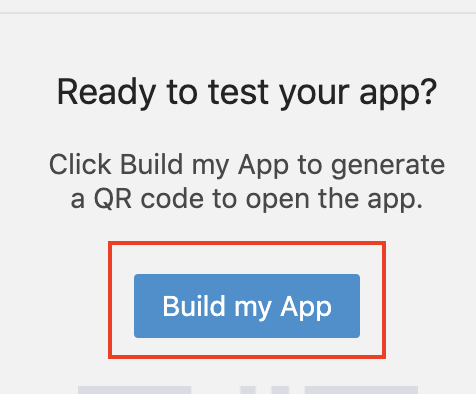 Ready to test your app?
Click Build my App to generate
a QR code to open the app.
Build my App